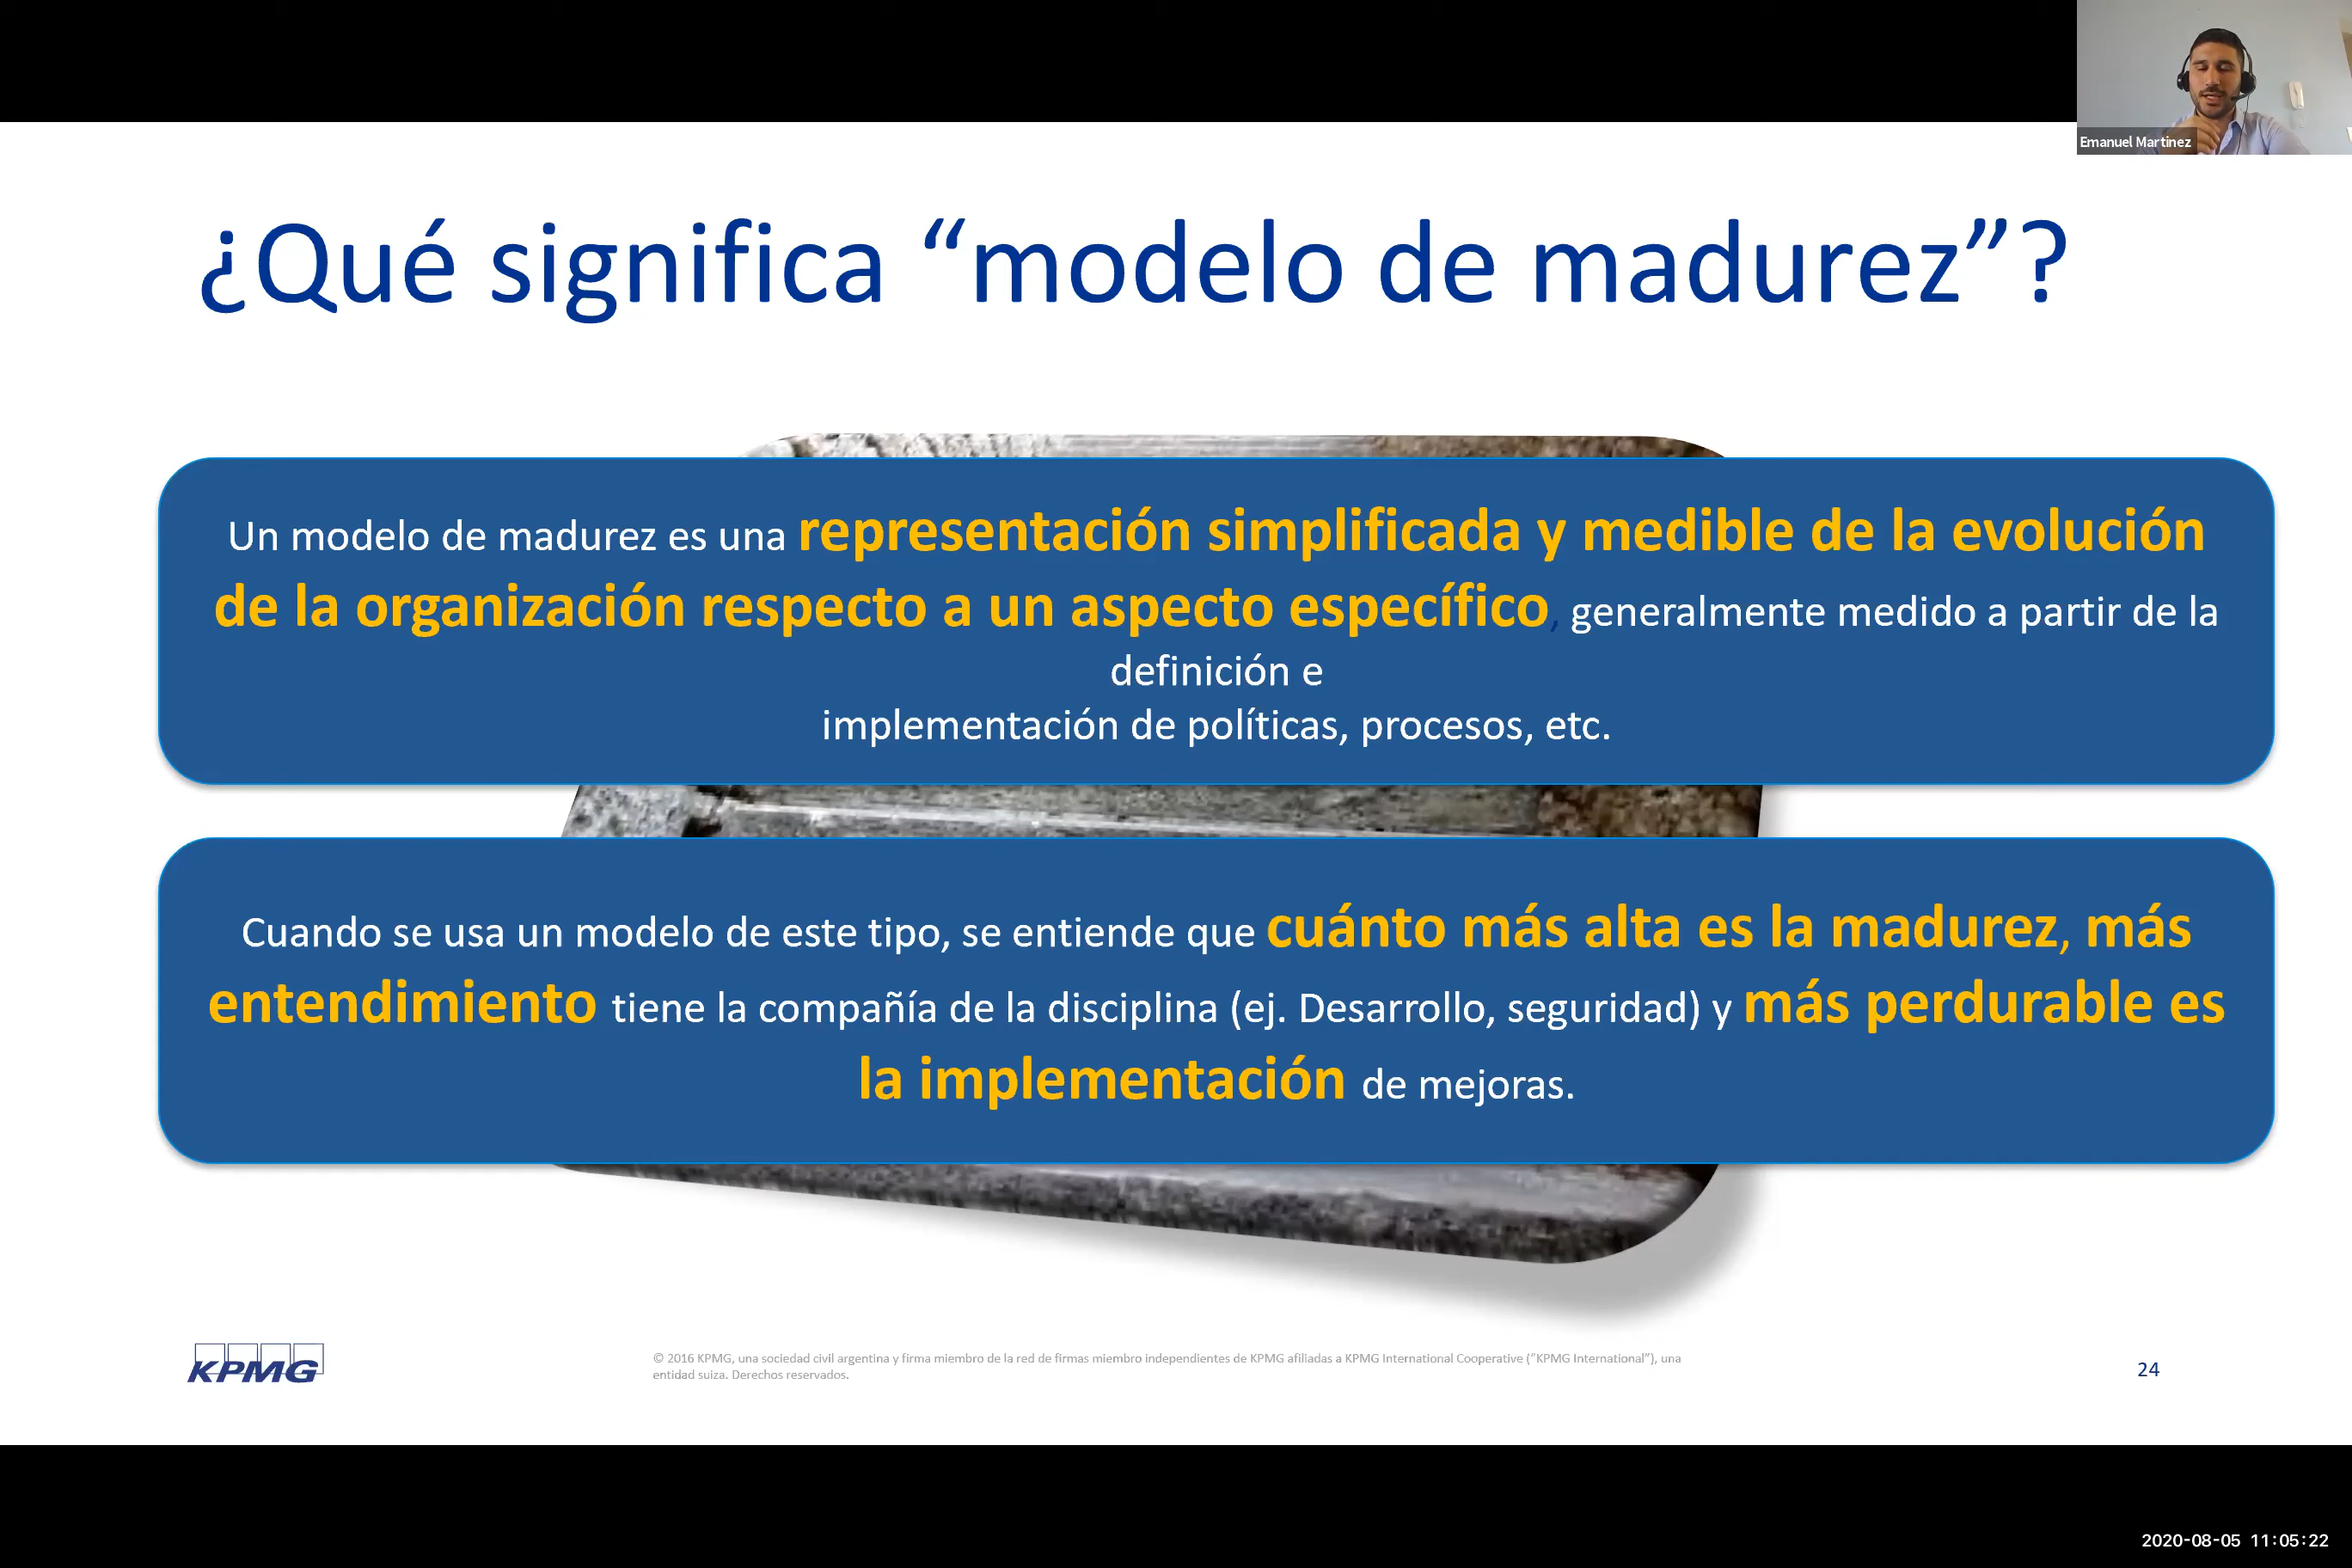 Emanuel Martinez
¿Qué significa “modelo de madurez”?
Un modelo de madurez es una representación simplificada y medible de la evolución
de la organización respecto a un aspecto específico, generalmente medido a partir de la
definición e
implementación de políticas, procesos, etc.
Cuando se usa un modelo de este tipo, se entiende que cuánto más alta es la madurez, más
entendimiento tiene la compañía de la disciplina (ej. Desarrollo, seguridad) y más perdurable es
la implementación de mejoras.
KPMG
© 2016 KPMG, una sociedad civil argentina y firma miembro de la red de firmas miembro independientes de KPMG afiliadas a KPMG International Cooperative (“KPMG International”), una
entidad suiza. Derechos reservados.
24
2020-08-05 11:05:22